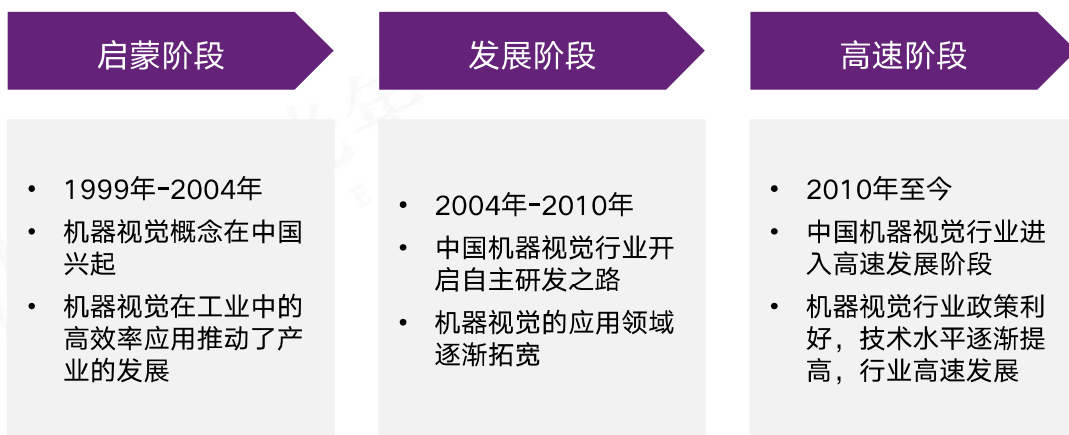 启蒙阶段
• 1999年-2004年
• 机器视觉概念在中国
兴起
• 机器视觉在工业中的
高效率应用推动了产
业的发展
发展阶段
• 2004年-2010年
• 中国机器视觉行业开
启自主研发之路
• 机器视觉的应用领域
逐渐拓宽
高速阶段
• 2010年至今
• 中国机器视觉行业进
入高速发展阶段
• 机器视觉行业政策利
好，技术水平逐渐提
高，行业高速发展